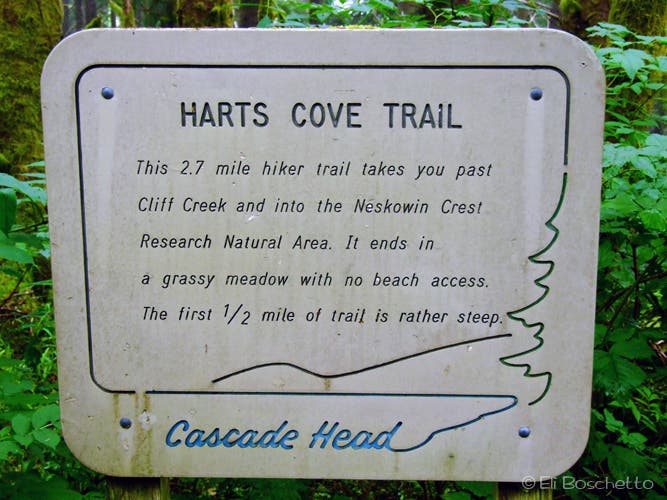 HARTS COVE TRAIL
This 2.7 mile hiker trail takes you past
Cliff Creek and into the Neskowin Crest
Research Natural Area. It ends in
a grassy meadow with no beach access.
The first 1/2 mile of trail is rather steep.
Cascade Head
© Eli Boschetto